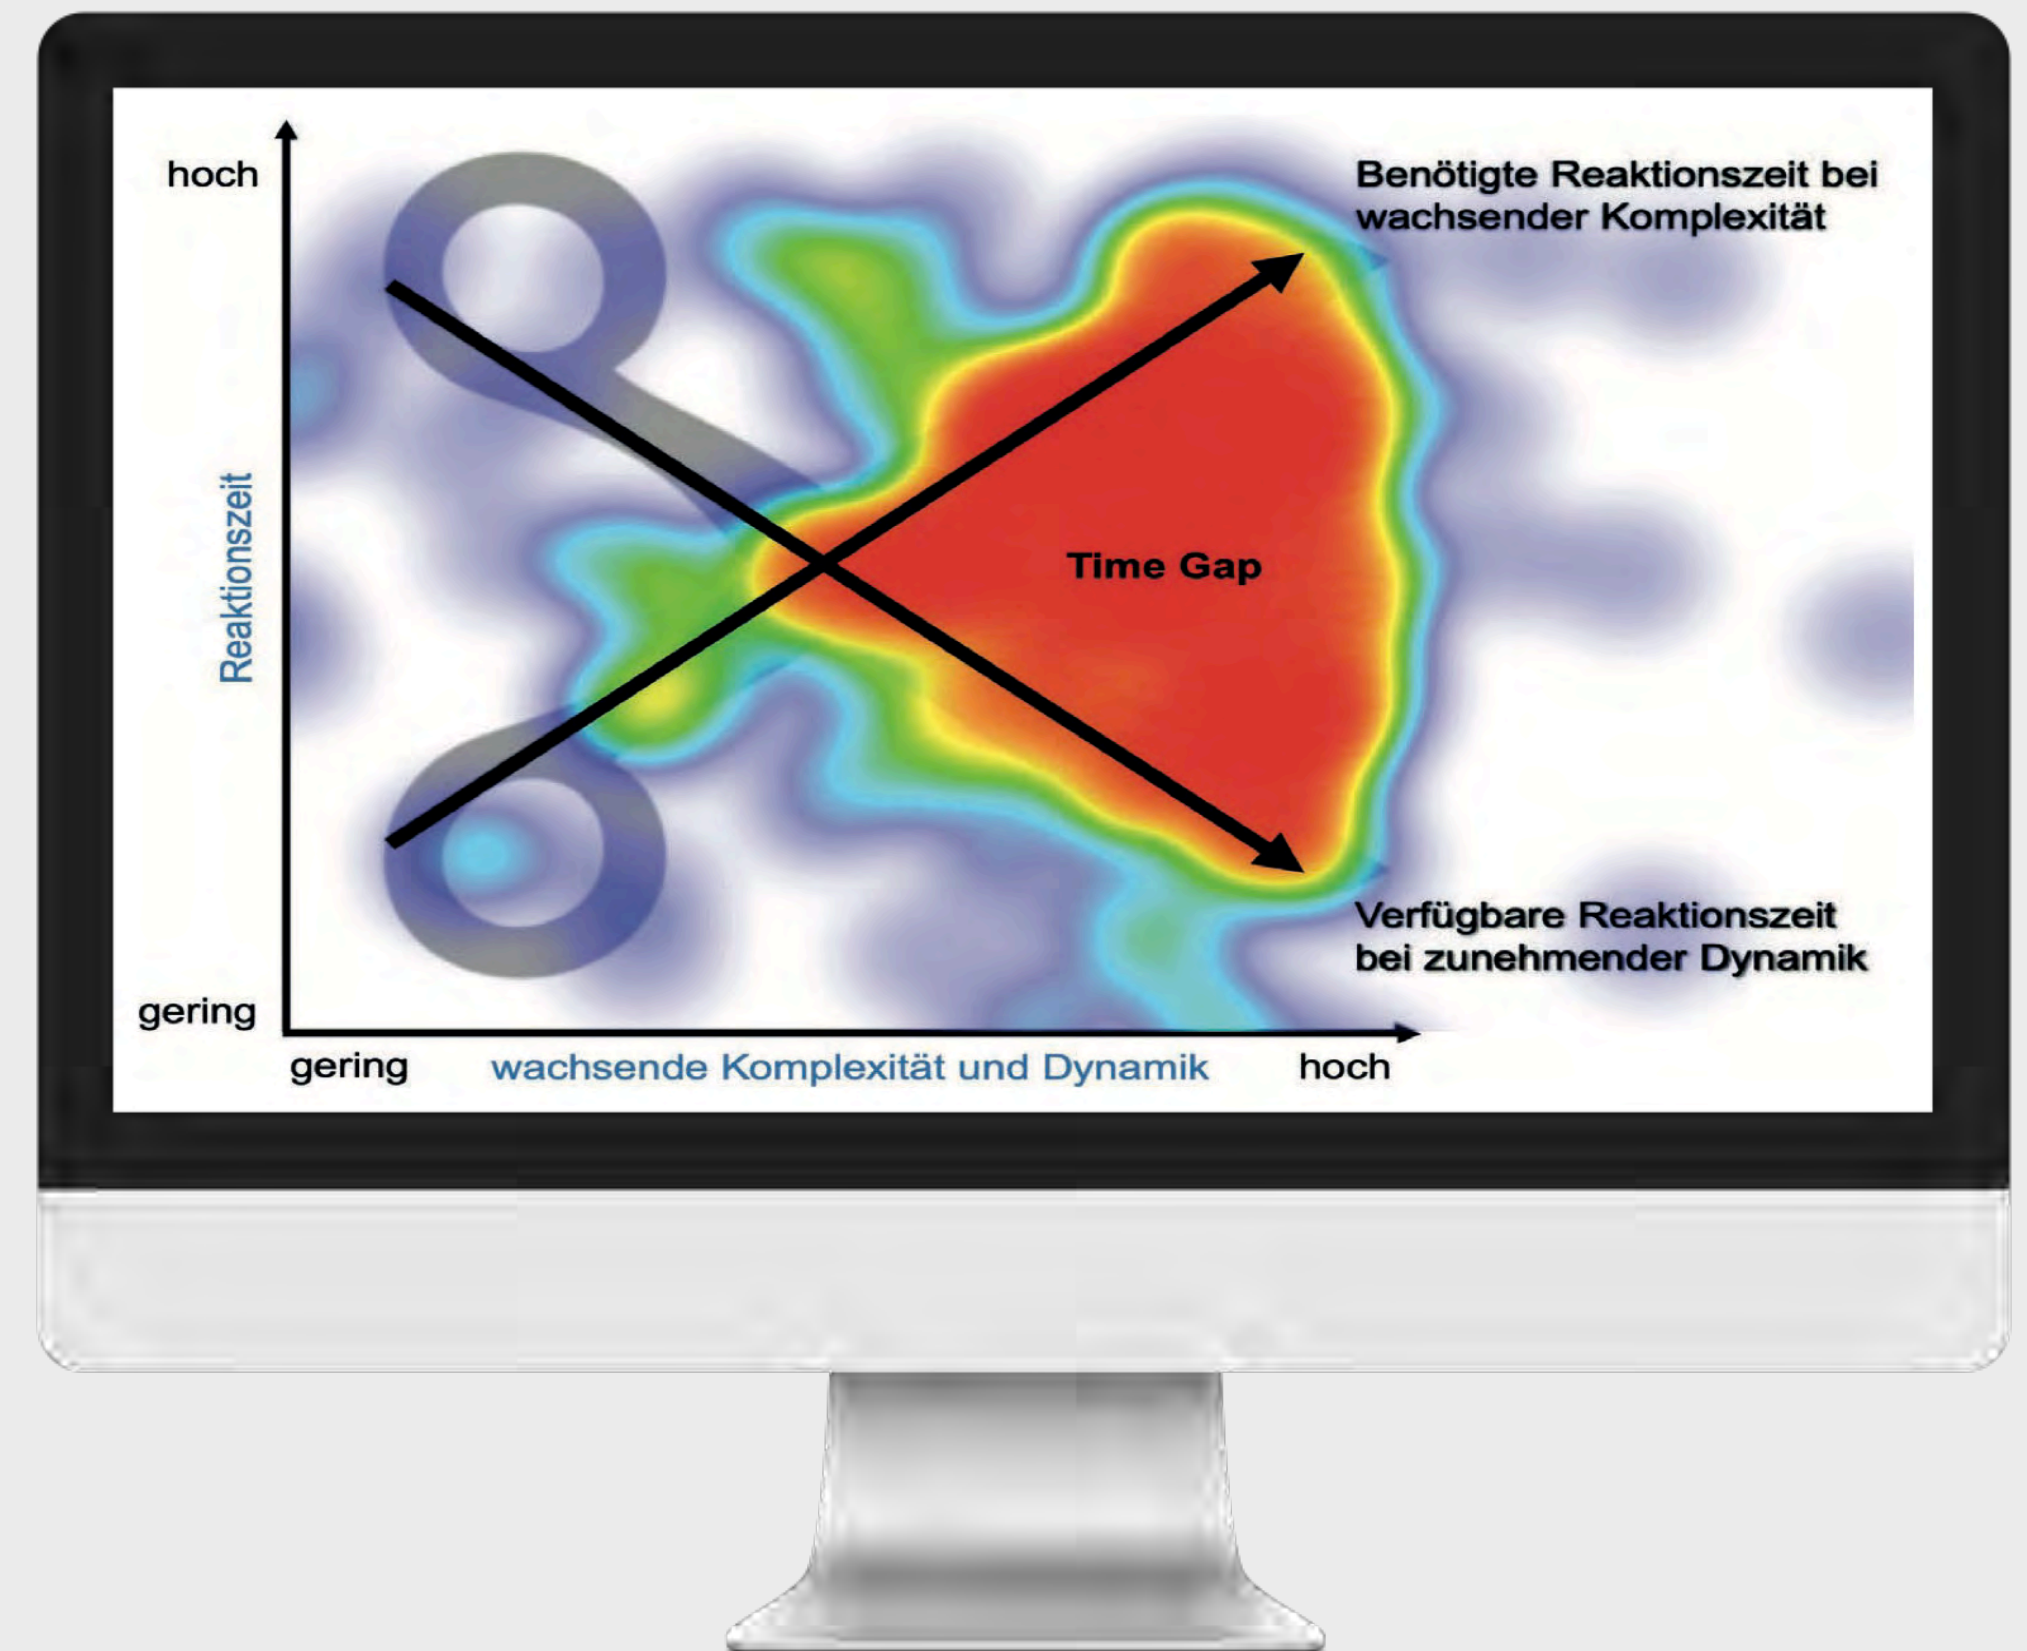 hoch
Benötigte Reaktionszeit bei
wachsender Komplexität
Reaktionszeit
Time Gap
Verfügbare Reaktionszeit
bei zunehmender Dynamik
gering
gering
wachsende Komplexität und Dynamik
hoch